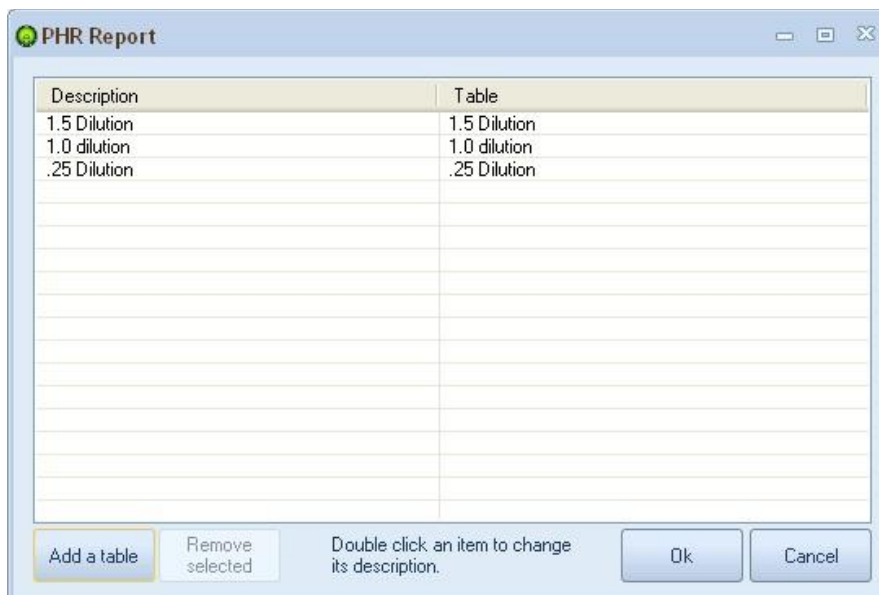 PHR Report
Description Table
1.5 Dilution 1.5 Dilution
1.0 dilution 1.0 dilution
.25 Dilution .25 Dilution
Add a table
Remove
selected
Double click an item to change
its description.
Ok
Cancel